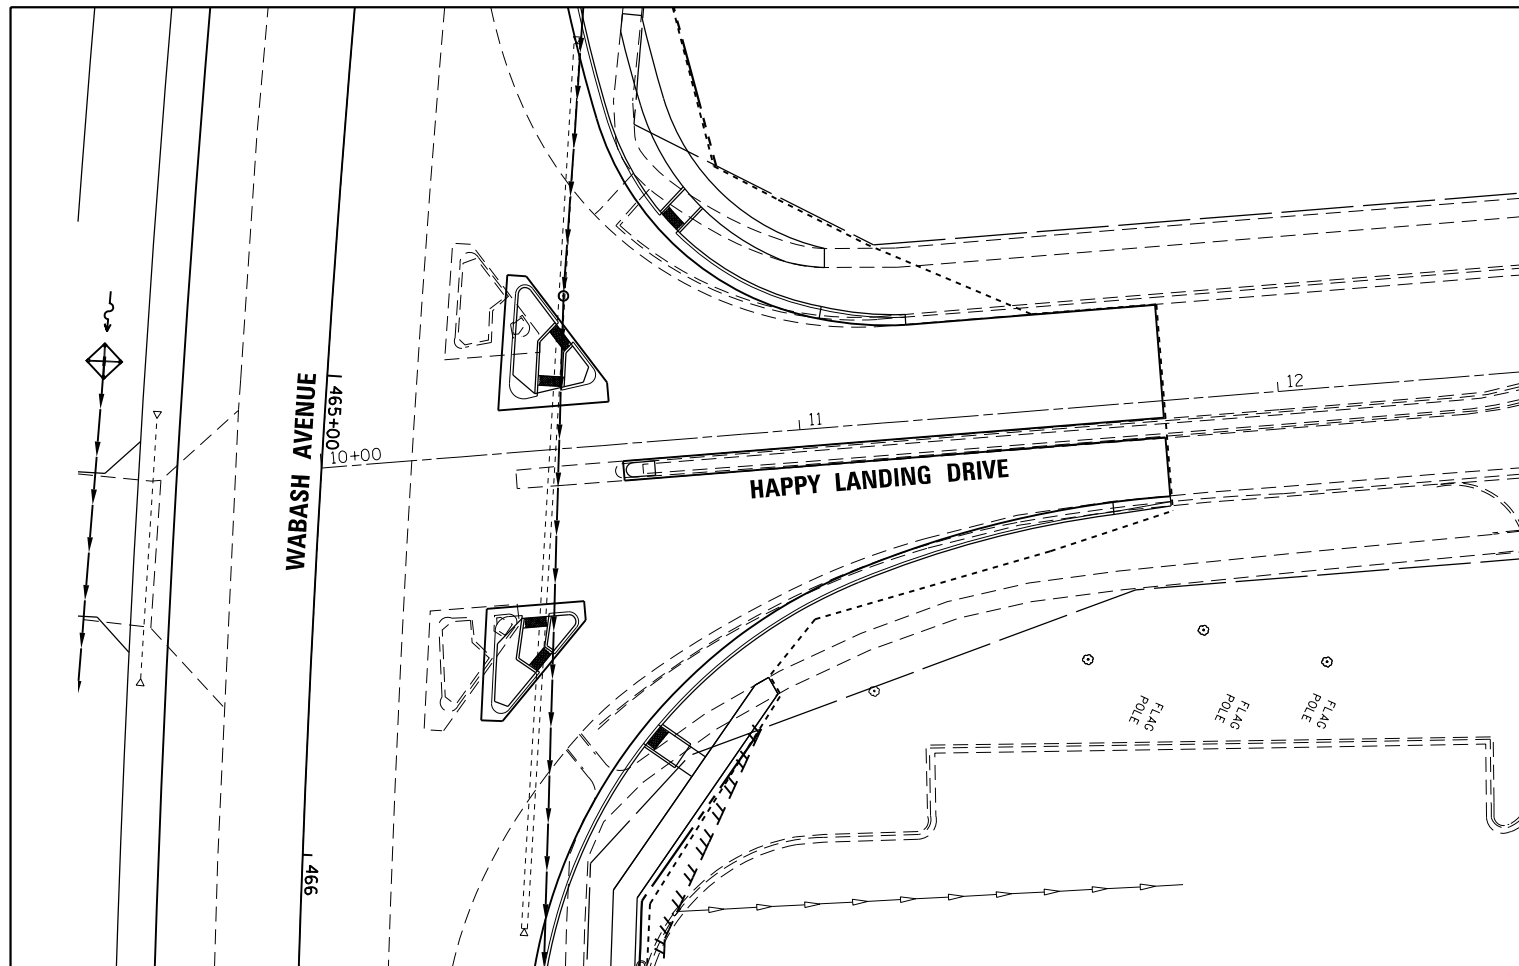 WABASH AVENUE
465+00
10+00
11
12
HAPPY LANDING DRIVE
FLAG
POLE
FLAG
POLE
FLAG
POLE
466